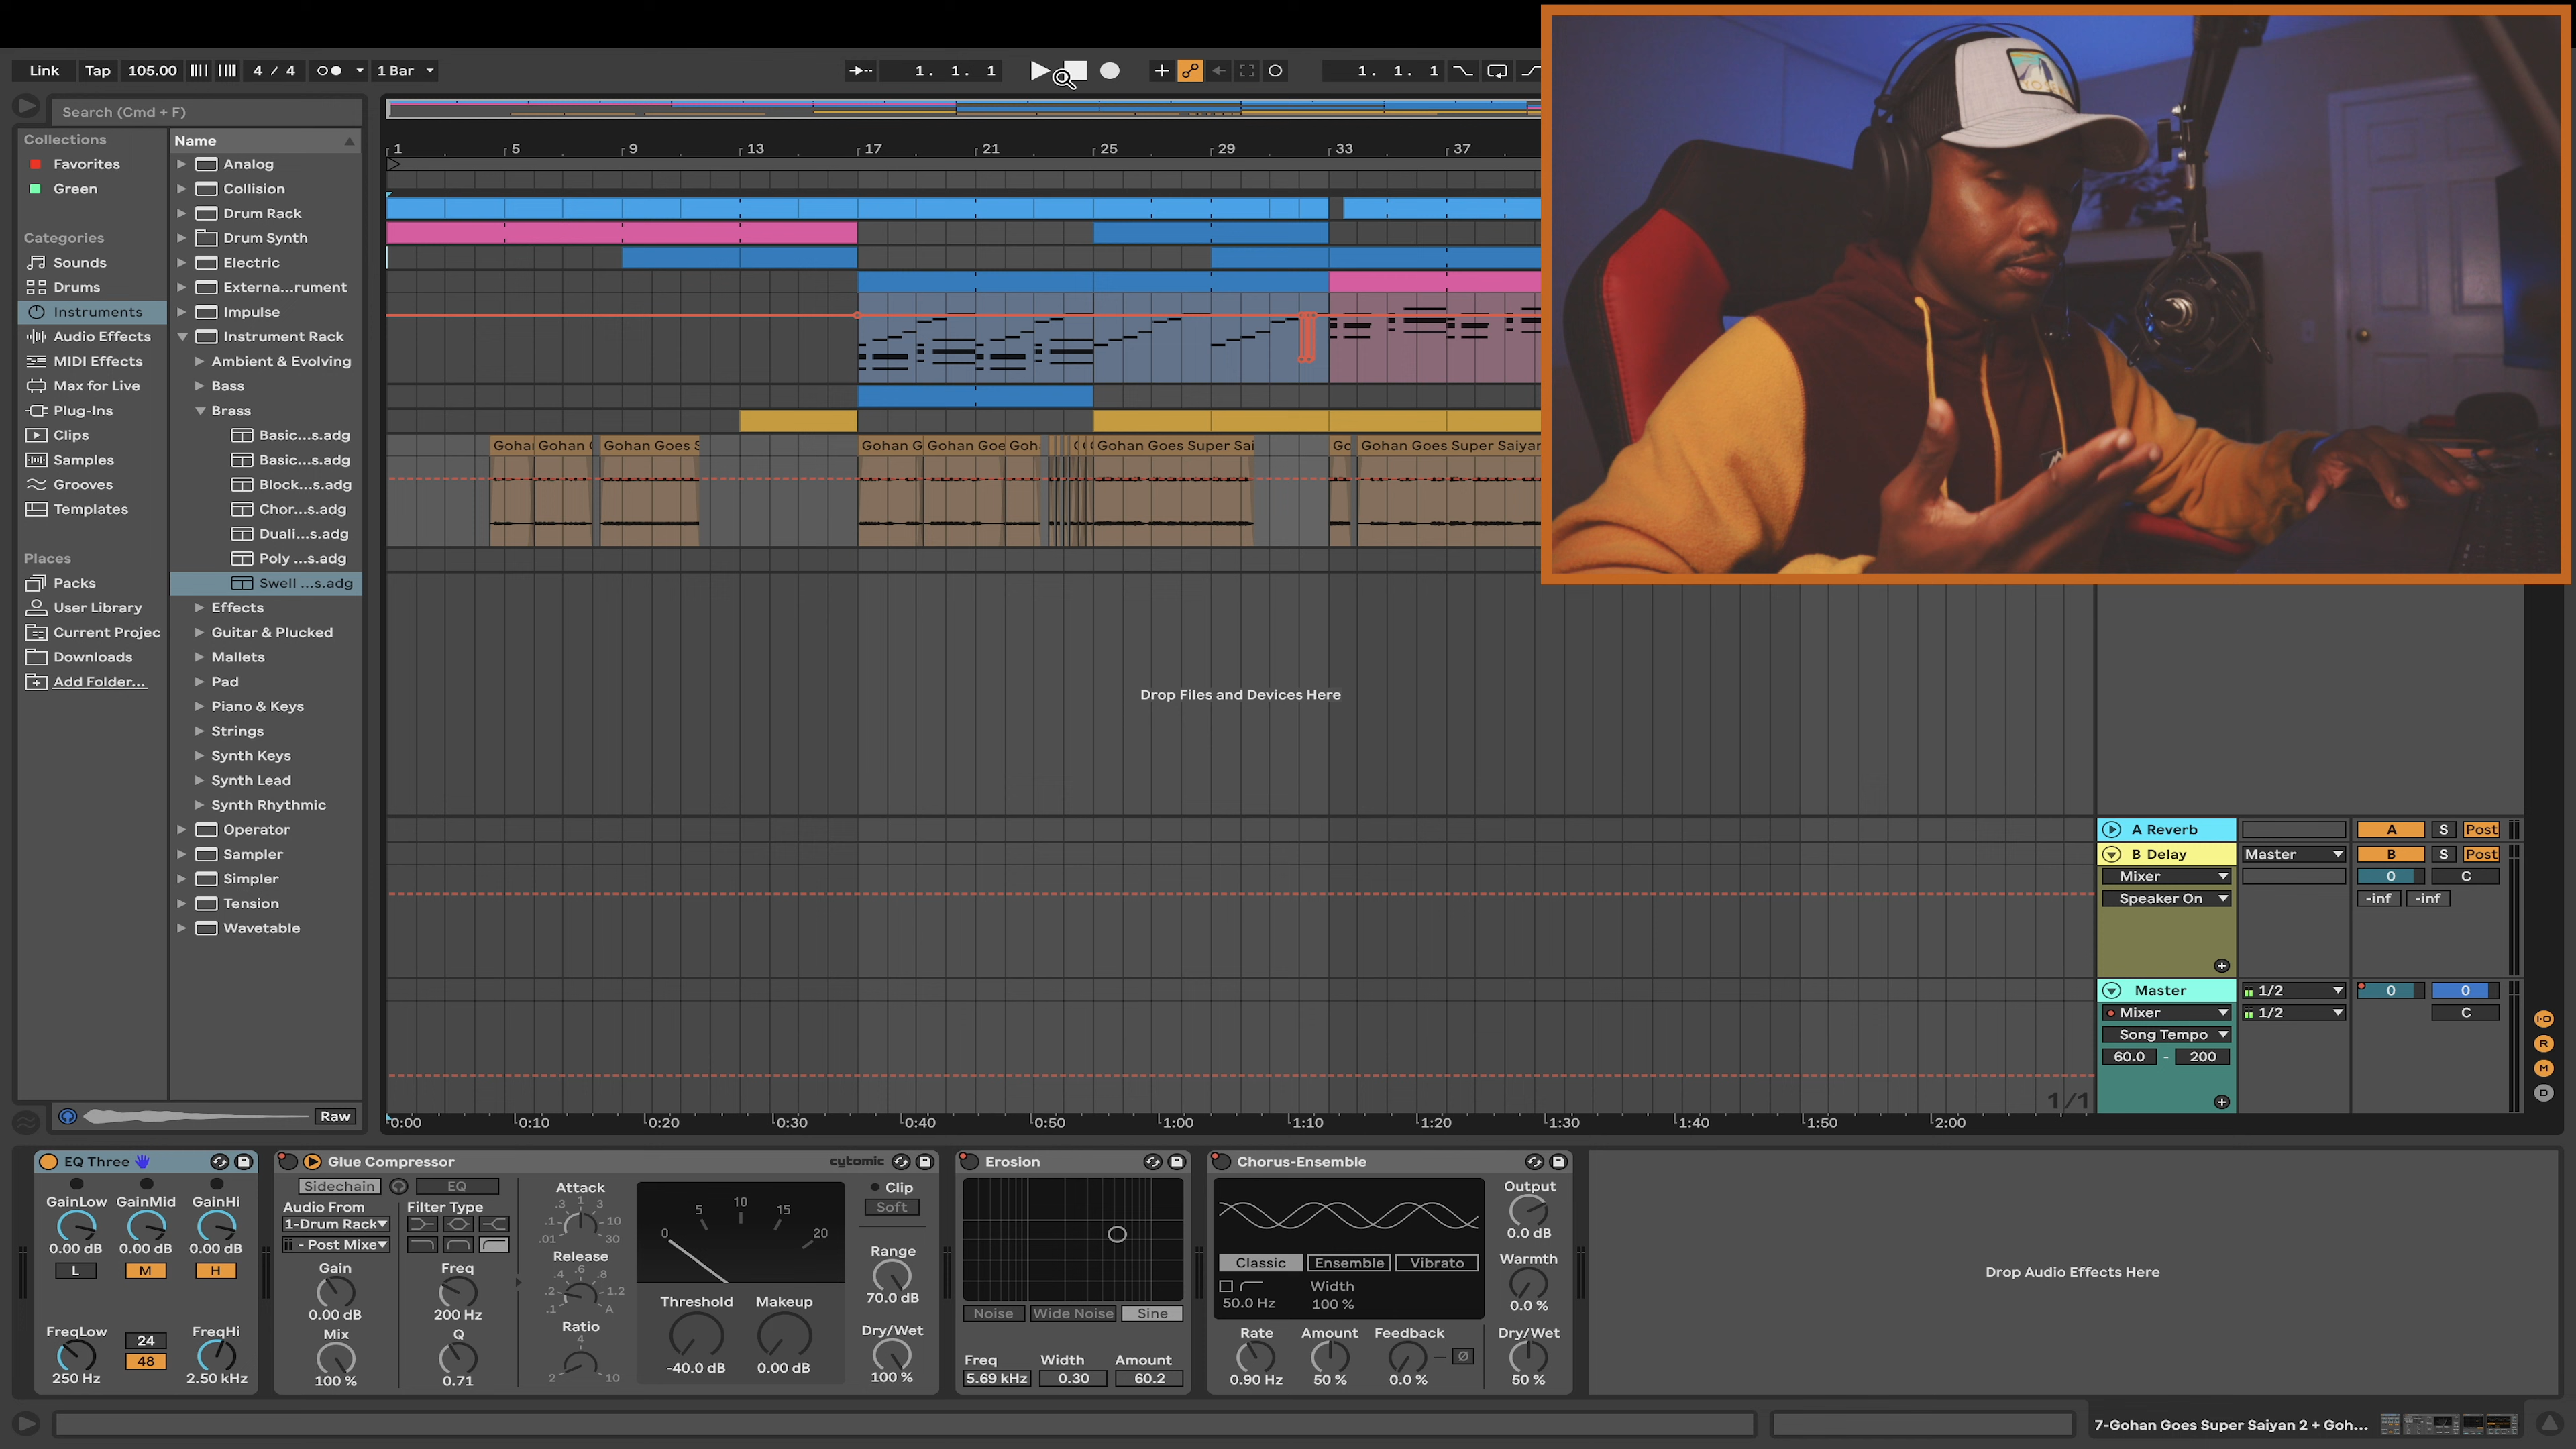 Link Tap 105.00 4 / 4 1 Bar 1. 1. 1 1. 1. 1
Search (Cmd + F)
Collections
Favorites
Green
Categories
Sounds
Drums
Instruments
Audio Effects
MIDI Effects
Max for Live
Plug-Ins
Clips
Samples
Grooves
Templates
Places
Packs
User Library
Current Projec
Downloads
Add Folder...
Name
Analog
Collision
Drum Rack
Drum Synth
Electric
Externa...rument
Impulse
Instrument Rack
Ambient & Evolving
Bass
Brass
Basic...s.adg
Basic...s.adg
Block...s.adg
Chor...s.adg
Duali...s.adg
Poly ...s.adg
Swell ...s.adg
Effects
Guitar & Plucked
Mallets
Pad
Piano & Keys
Strings
Synth Keys
Synth Lead
Synth Rhythmic
Operator
Sampler
Simpler
Tension
Wavetable
Raw
1 5 9 13 17 21 25 29 33 37
Gohan Gohan Gohan Goes S Gohan G Gohan Goe Goh Gohan Goes Super Sai Go Gohan Goes Super Saiyan
Drop Files and Devices Here
A Reverb A S Post
B Delay Master B S Post
Mixer 0 C
Speaker On -inf -inf
Master 1/2 0 0
Mixer 1/2 C
Song Tempo
60.0 - 200
1/1
I·O
R
M
D
0:00 0:10 0:20 0:30 0:40 0:50 1:00 1:10 1:20 1:30 1:40 1:50 2:00
EQ Three
GainLow GainMid GainHi
0.00 dB 0.00 dB 0.00 dB
L M H
FreqLow 24 FreqHi
48
250 Hz 2.50 kHz
Glue Compressor cytomic
Sidechain EQ
Audio From Filter Type
1-Drum Rack
- Post Mixe
Gain Freq
0.00 dB 200 Hz
Mix Q
100 % 0.71
Attack
.01 .1 .3 1 3 10 30
Release
.1 .2 .4 .6 .8 1.2 A
Ratio
2 4 10
0 5 10 15 20
Threshold Makeup
-40.0 dB 0.00 dB
Clip
Soft
Range
70.0 dB
Dry/Wet
100 %
Erosion
Noise Wide Noise Sine
Freq Width Amount
5.69 kHz 0.30 60.2
Chorus-Ensemble
Classic Ensemble Vibrato
Width
50.0 Hz 100 %
Rate Amount Feedback
0.90 Hz 50 % 0.0 % Ø
Output
0.0 dB
Warmth
0.0 %
Dry/Wet
50 %
Drop Audio Effects Here
7-Gohan Goes Super Saiyan 2 + Goh...